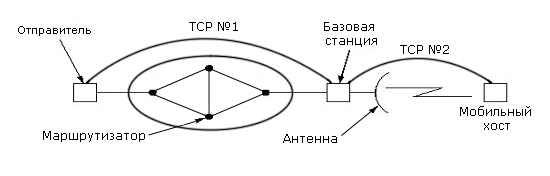 Отправитель
TCP №1
Базовая
станция
TCP №2
Маршрутизатор
Антенна
Мобильный
хост